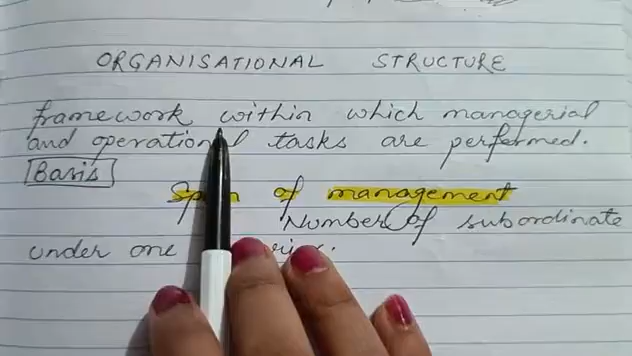 ORGANISATIONAL STRUCTURE
framework within which managerial
and operational tasks are performed.
Basis
Span of management
Number of subordinate
under one